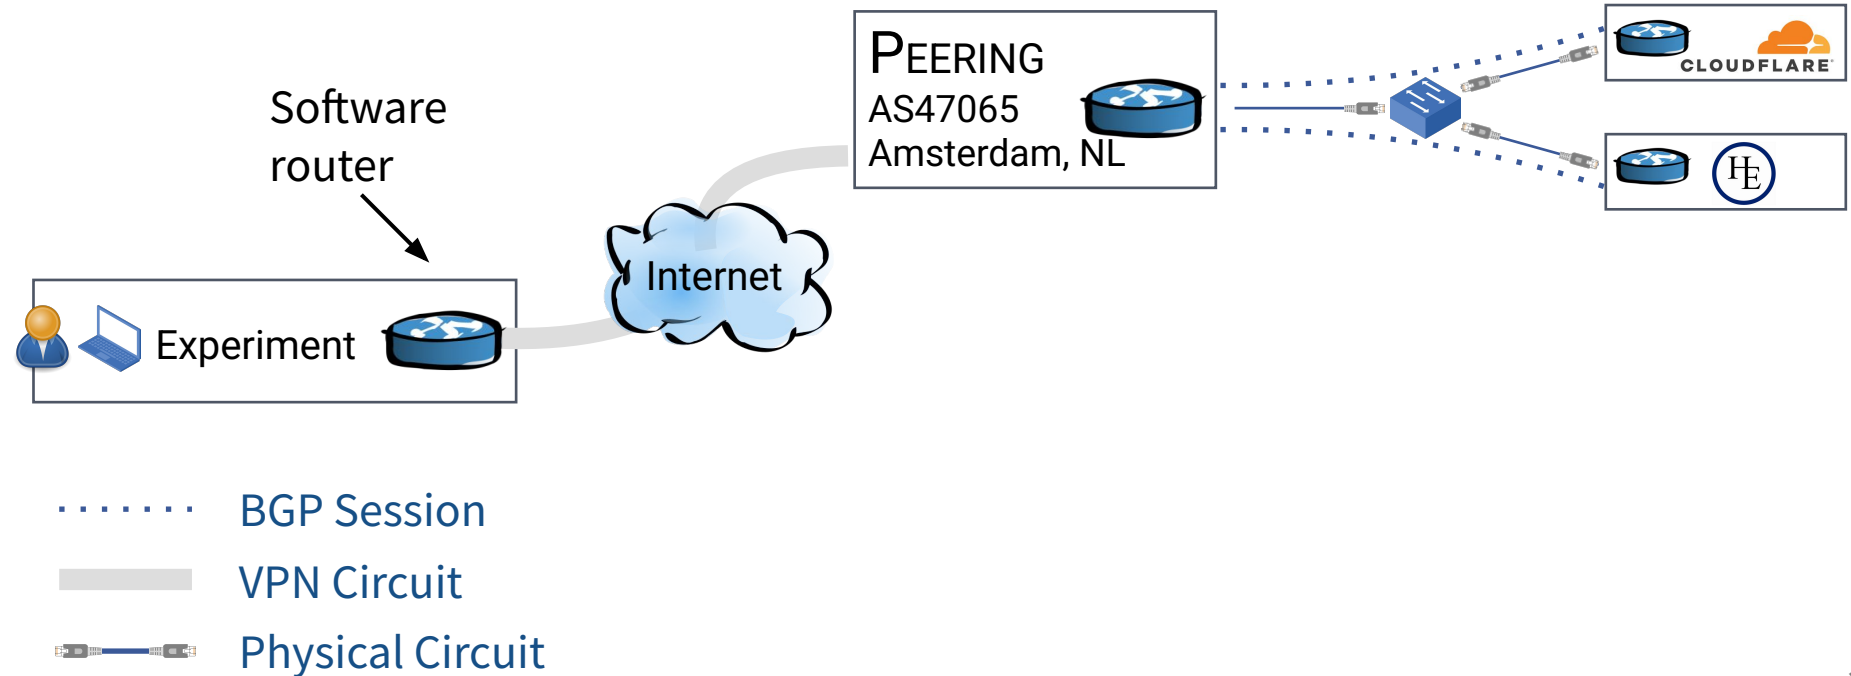 PEERING
AS47065
Amsterdam, NL
CLOUDFLARE
HE
Software
router
Internet
Experiment
BGP Session
VPN Circuit
Physical Circuit